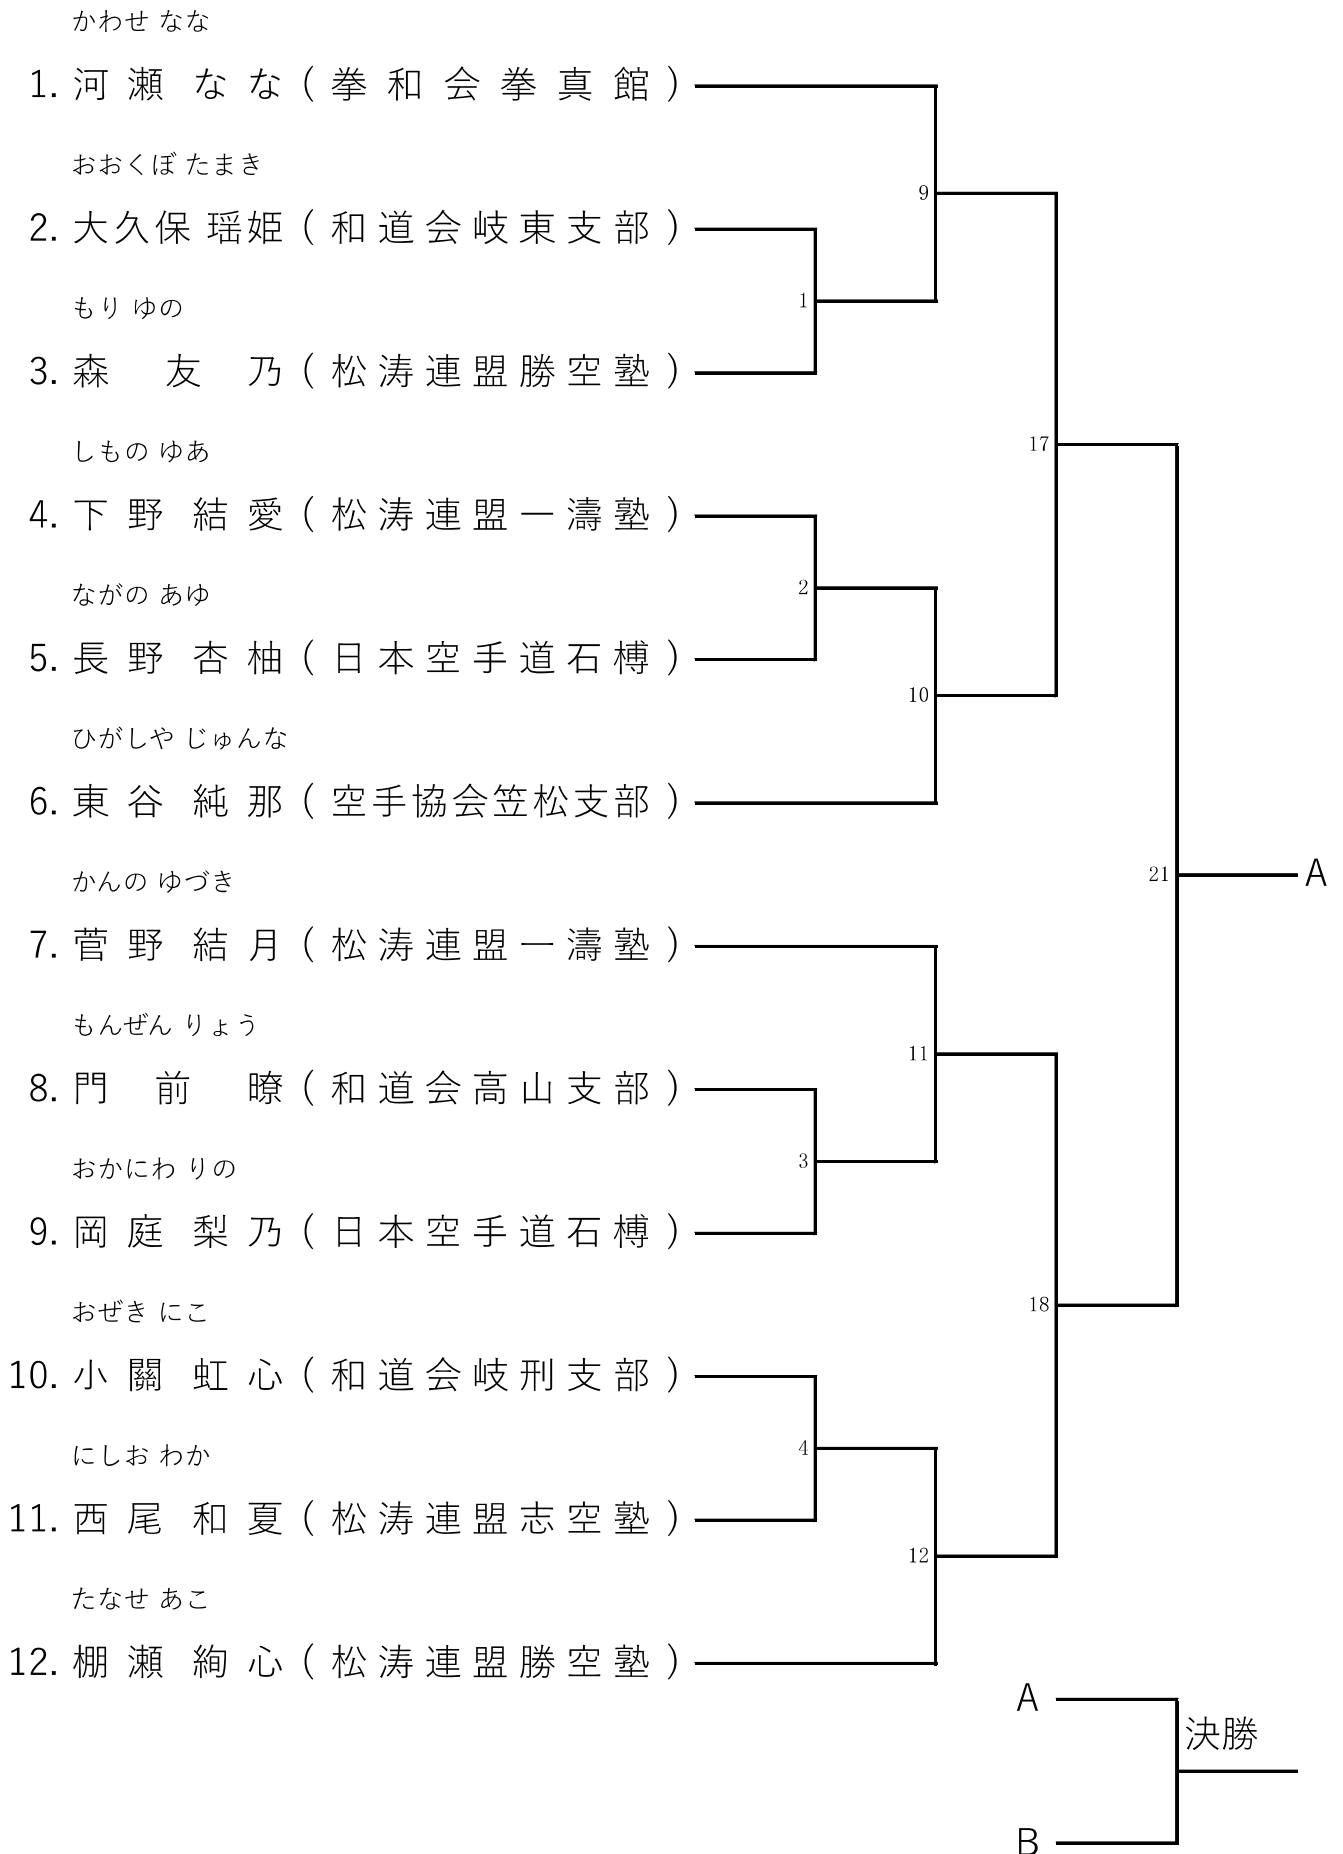 かわせ なな
1. 河瀬 なな (拳和会拳真館)
おおくぼ たまき
2. 大久保 瑶姫 (和道会岐東支部)
9
もり ゆの
1
3. 森 友乃 (松涛連盟勝空塾)
しもの ゆあ
17
4. 下野 結愛 (松涛連盟一濤塾)
ながの あゆ
2
5. 長野 杏柚 (日本空手道石榑)
10
ひがしや じゅんな
6. 東谷 純那 (空手協会笠松支部)
かんの ゆづき
21 A
7. 菅野 結月 (松涛連盟一濤塾)
もんぜん りょう
11
8. 門前 暸 (和道会高山支部)
おかにわ りの
3
9. 岡庭 梨乃 (日本空手道石榑)
おぜき にこ
18
10. 小關 虹心 (和道会岐刑支部)
にしお わか
4
11. 西尾 和夏 (松涛連盟志空塾)
12
たなせ あこ
12. 棚瀬 絢心 (松涛連盟勝空塾)
A
決勝
B